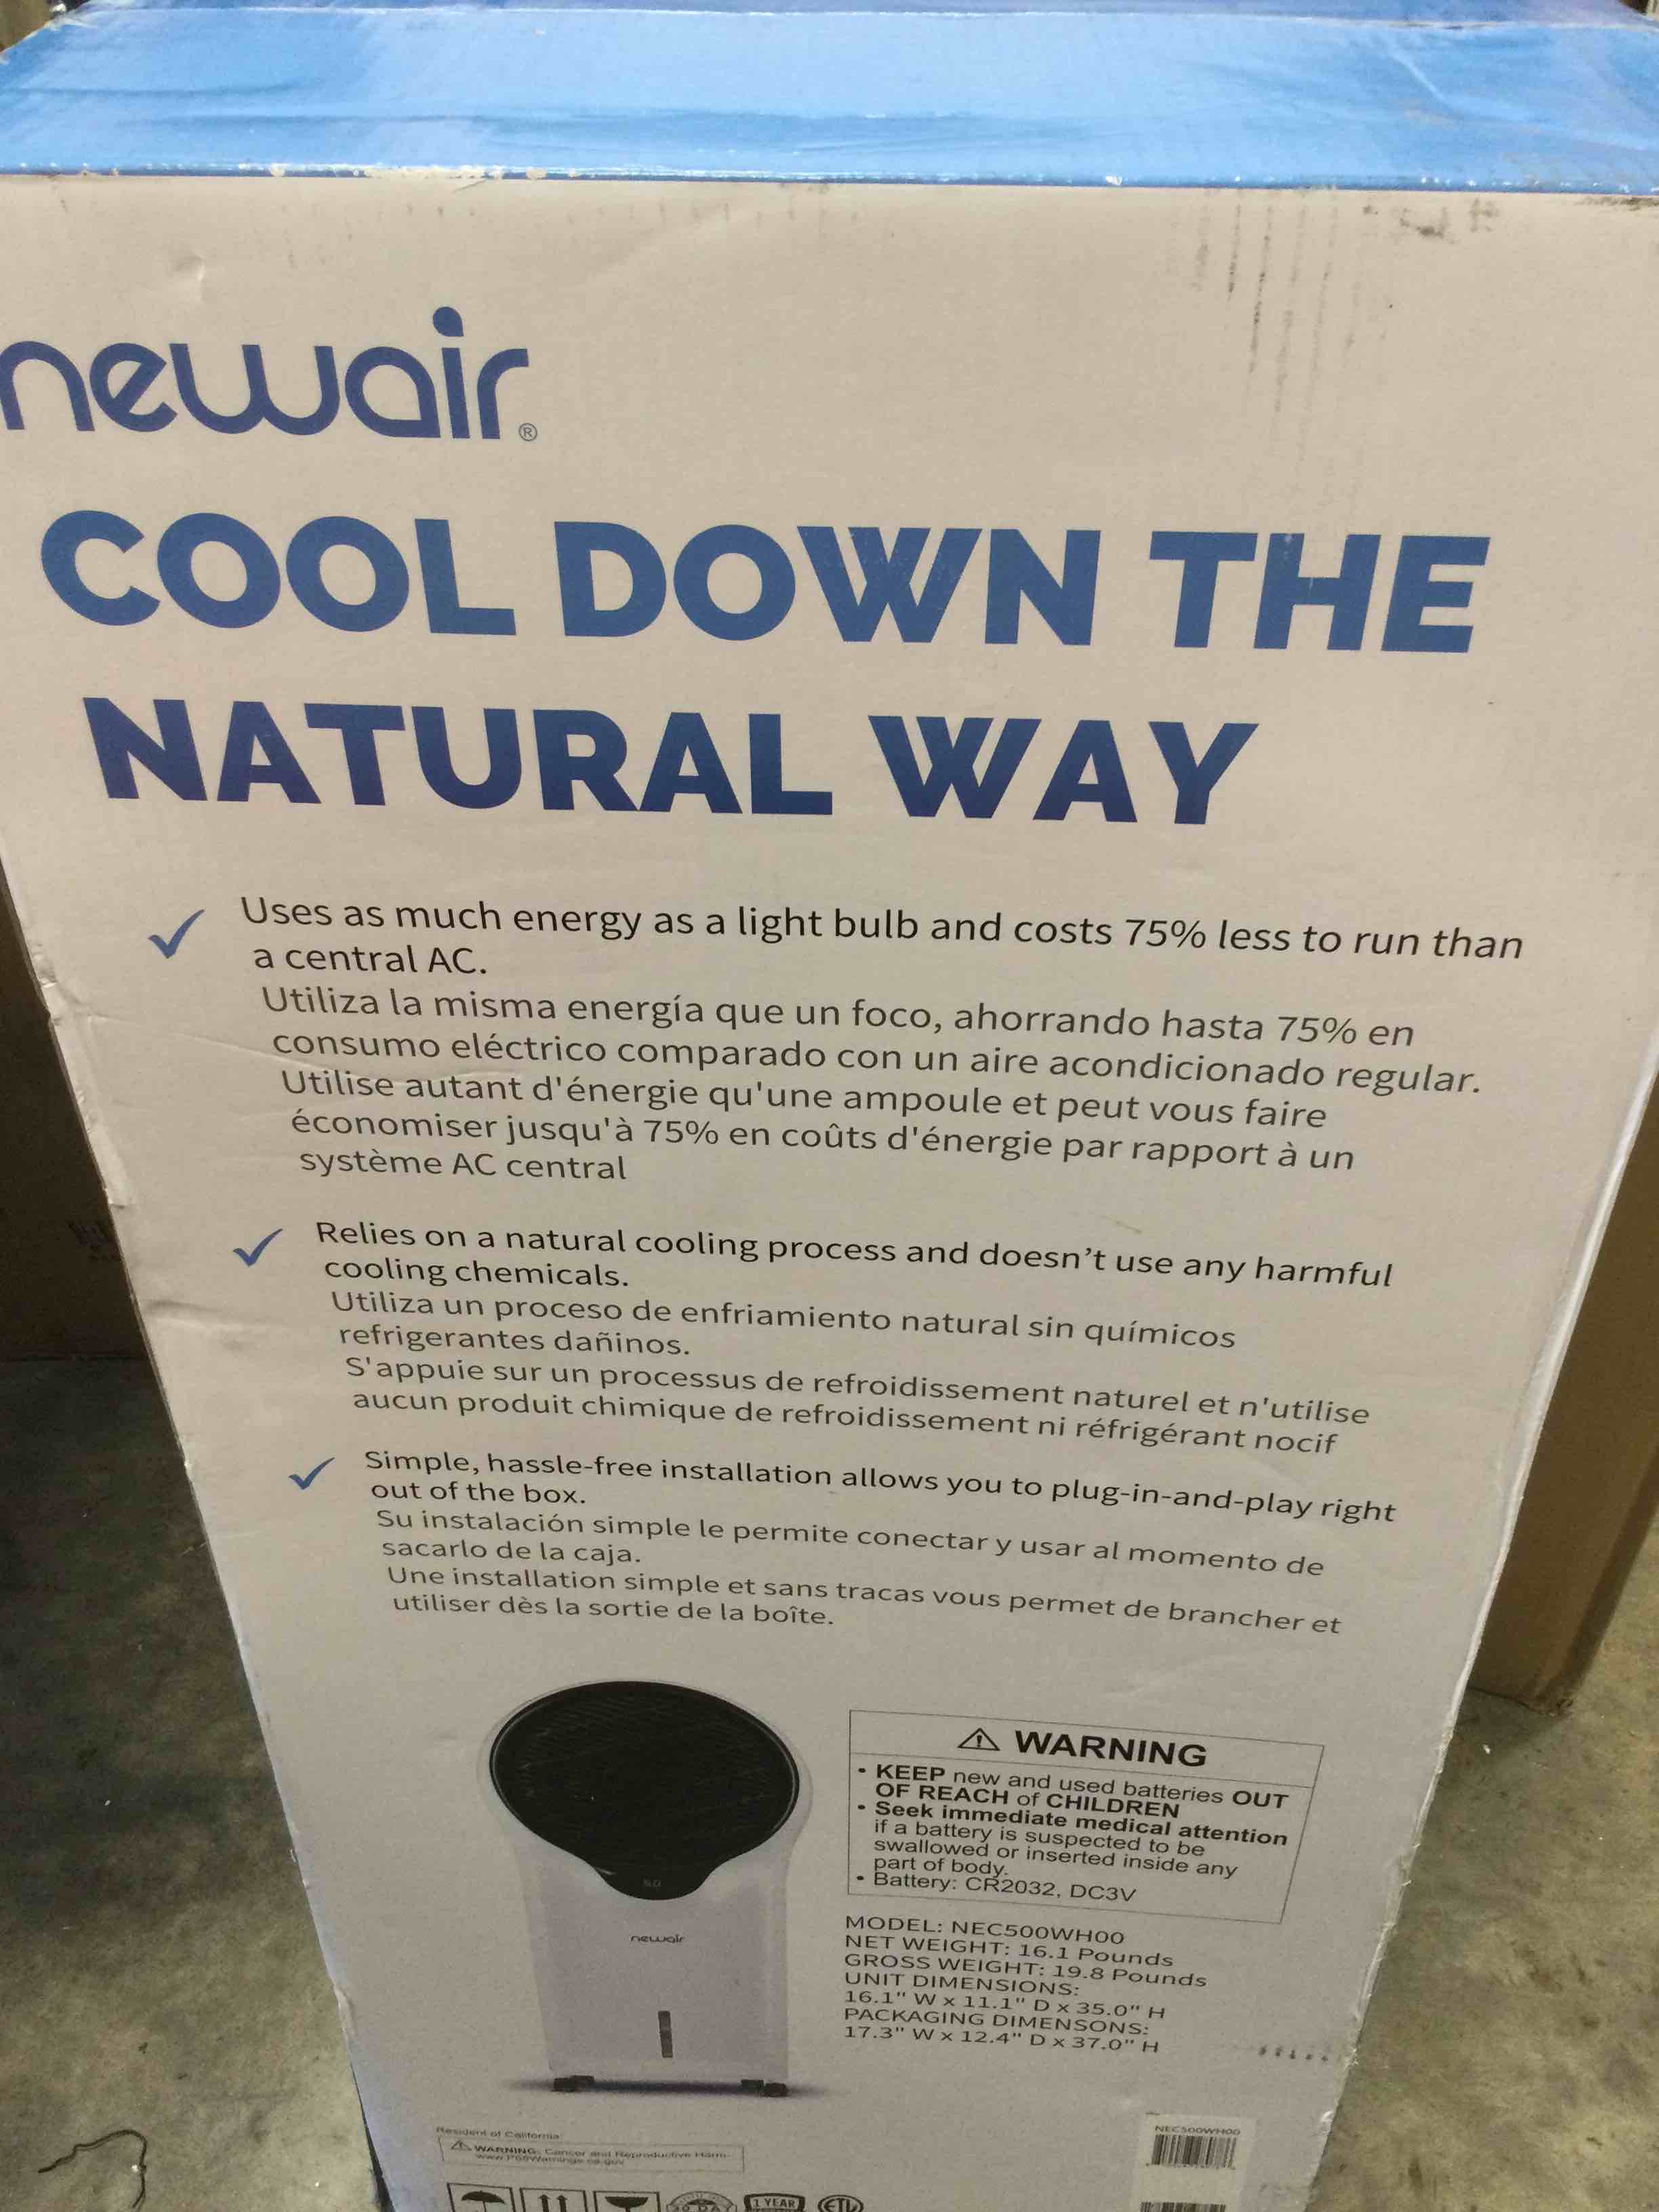 newair®
COOL DOWN THE
NATURAL WAY
Uses as much energy as a light bulb and costs 75% less to run than
a central AC.
Utiliza la misma energía que un foco, ahorrando hasta 75% en
consumo eléctrico comparado con un aire acondicionado regular.
Utilise autant d'énergie qu'une ampoule et peut vous faire
économiser jusqu'à 75% en coûts d'énergie par rapport à un
système AC central
Relies on a natural cooling process and doesn't use any harmful
cooling chemicals.
Utiliza un proceso de enfriamiento natural sin químicos
refrigerantes dañinos.
S'appuie sur un processus de refroidissement naturel et n'utilise
aucun produit chimique de refroidissement ni réfrigérant nocif
Simple, hassle-free installation allows you to plug-in-and-play right
out of the box.
Su instalación simple le permite conectar y usar al momento de
sacarlo de la caja.
Une installation simple et sans tracas vous permet de brancher et
utiliser dès la sortie de la boîte.
newair
WARNING
• KEEP new and used batteries OUT
OF REACH of CHILDREN
• Seek immediate medical attention
if a battery is suspected to be
swallowed or inserted inside any
part of body.
• Battery: CR2032, DC3V
MODEL: NEC500WH00
NET WEIGHT: 16.1 Pounds
GROSS WEIGHT: 19.8 Pounds
UNIT DIMENSIONS:
16.1" W x 11.1" D x 35.0" H
PACKAGING DIMENSONS:
17.3" W x 12.4" D x 37.0" H
Resident of California
WARNING: Cancer and Reproductive Harm-
www.P65Warnings.ca.gov
NEC500WH00
1 YEAR
ETL